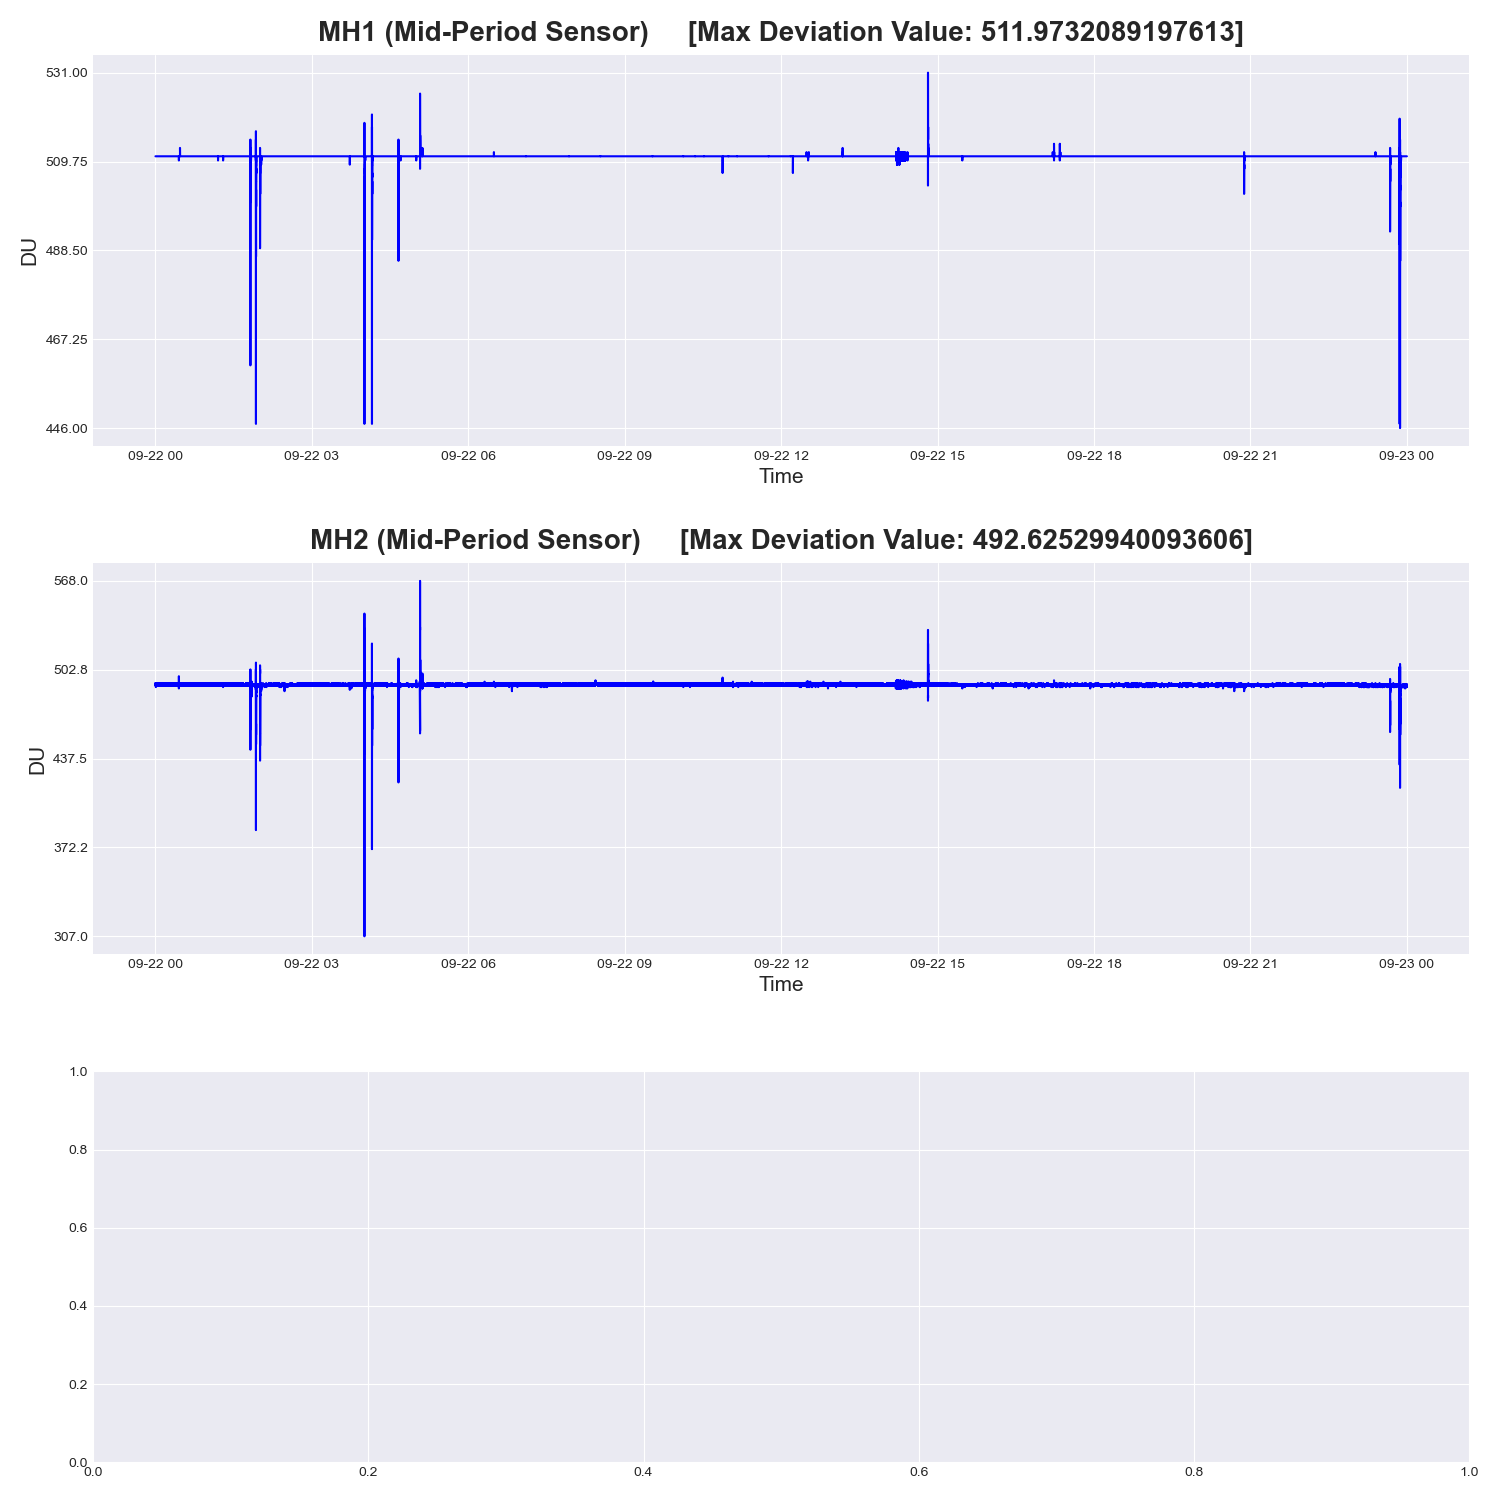 MH1 (Mid-Period Sensor) [Max Deviation Value: 511.9732089197613]
531.00
509.75
488.50
467.25
446.00
DU
09-22 00 09-22 03 09-22 06 09-22 09 09-22 12 09-22 15 09-22 18 09-22 21 09-23 00
Time
MH2 (Mid-Period Sensor) [Max Deviation Value: 492.62529940093606]
568.0
502.8
437.5
372.2
307.0
DU
09-22 00 09-22 03 09-22 06 09-22 09 09-22 12 09-22 15 09-22 18 09-22 21 09-23 00
Time
1.0
0.8
0.6
0.4
0.2
0.0
0.0 0.2 0.4 0.6 0.8 1.0